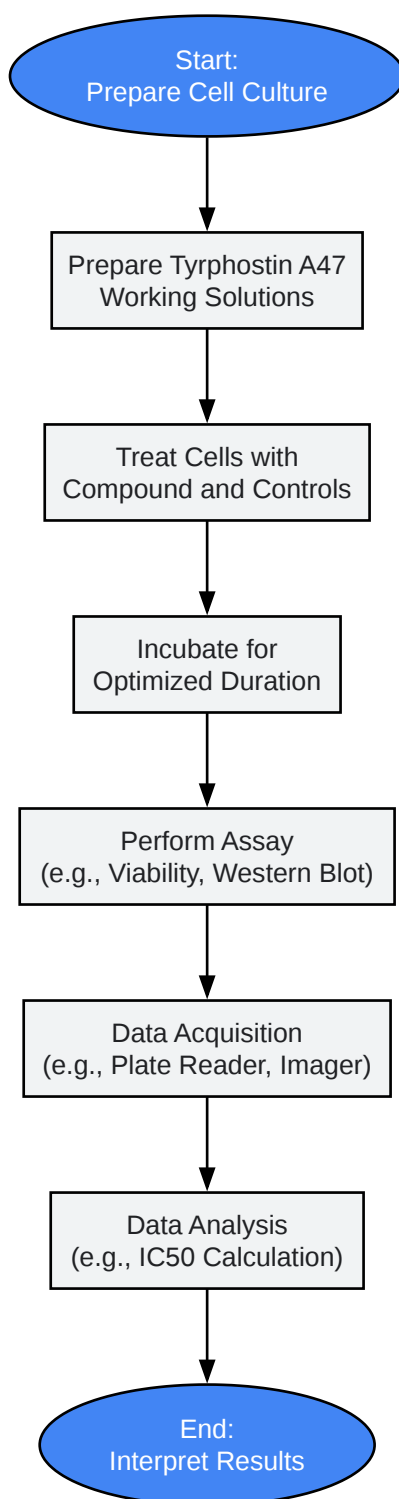 Start:
Prepare Cell Culture
Prepare Tyrphostin A47
Working Solutions
Treat Cells with
Compound and Controls
Incubate for
Optimized Duration
Perform Assay
(e.g., Viability, Western Blot)
Data Acquisition
(e.g., Plate Reader, Imager)
Data Analysis
(e.g., IC50 Calculation)
End:
Interpret Results